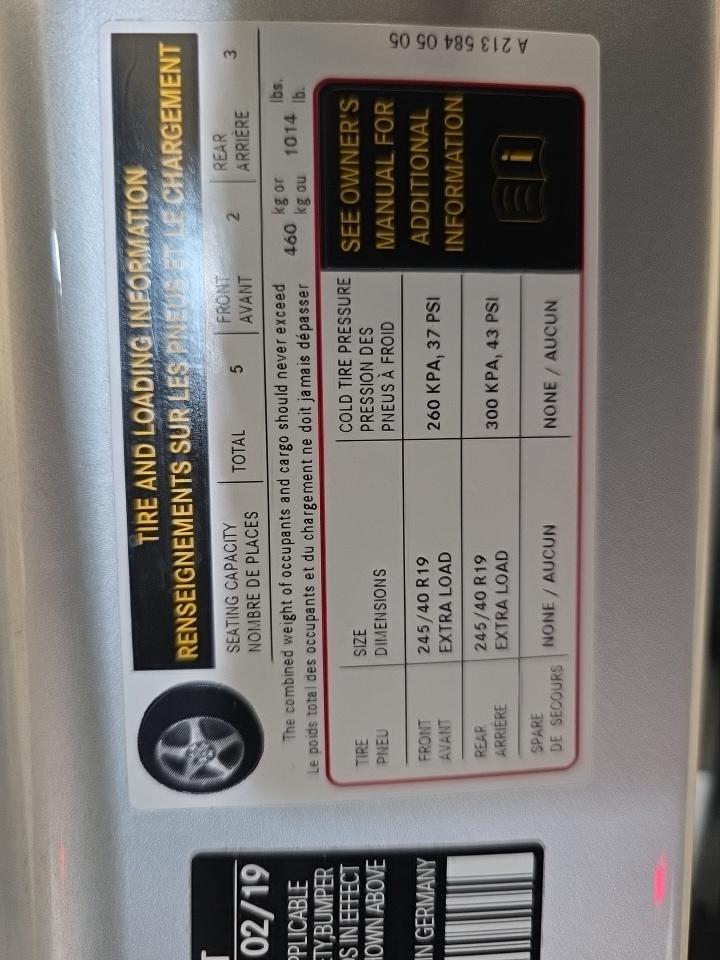 TIRE AND LOADING INFORMATION
RENSEIGNEMENTS SUR LES PNEUS ET LE CHARGEMENT
SEATING CAPACITY TOTAL 5 FRONT 2 REAR 3
NOMBRE DE PLACES AVANT ARRIÈRE
The combined weight of occupants and cargo should never exceed 460 kg or 1014 lbs.
Le poids total des occupants et du chargement ne doit jamais dépasser kg ou lb.
TIRE SIZE COLD TIRE PRESSURE
PNEU DIMENSIONS PRESSION DES
PNEUS À FROID
FRONT 245/40 R19 260 KPA, 37 PSI
AVANT EXTRA LOAD
REAR 245/40 R19 300 KPA, 43 PSI
ARRIÈRE EXTRA LOAD
SPARE NONE / AUCUN NONE / AUCUN
DE SECOURS
SEE OWNER'S
MANUAL FOR
ADDITIONAL
INFORMATION
A 213 584 05 05
02/19
IN EFFECT
ABOVE
IN GERMANY